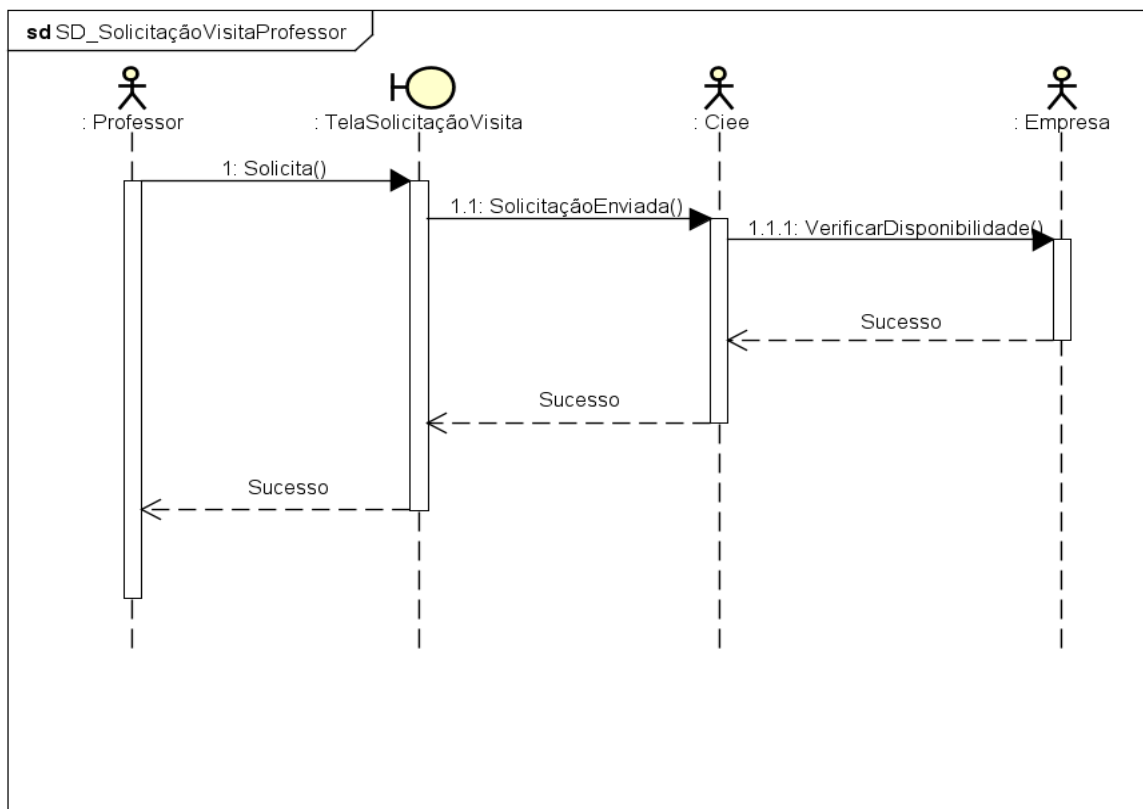 sd SD_SolicitaçãoVisitaProfessor
: Professor
: TelaSolicitaçãoVisita
: Ciee
: Empresa
1: Solicita()
1.1: SolicitaçãoEnviada()
1.1.1: VerificarDisponibilidade()
Sucesso
Sucesso
Sucesso